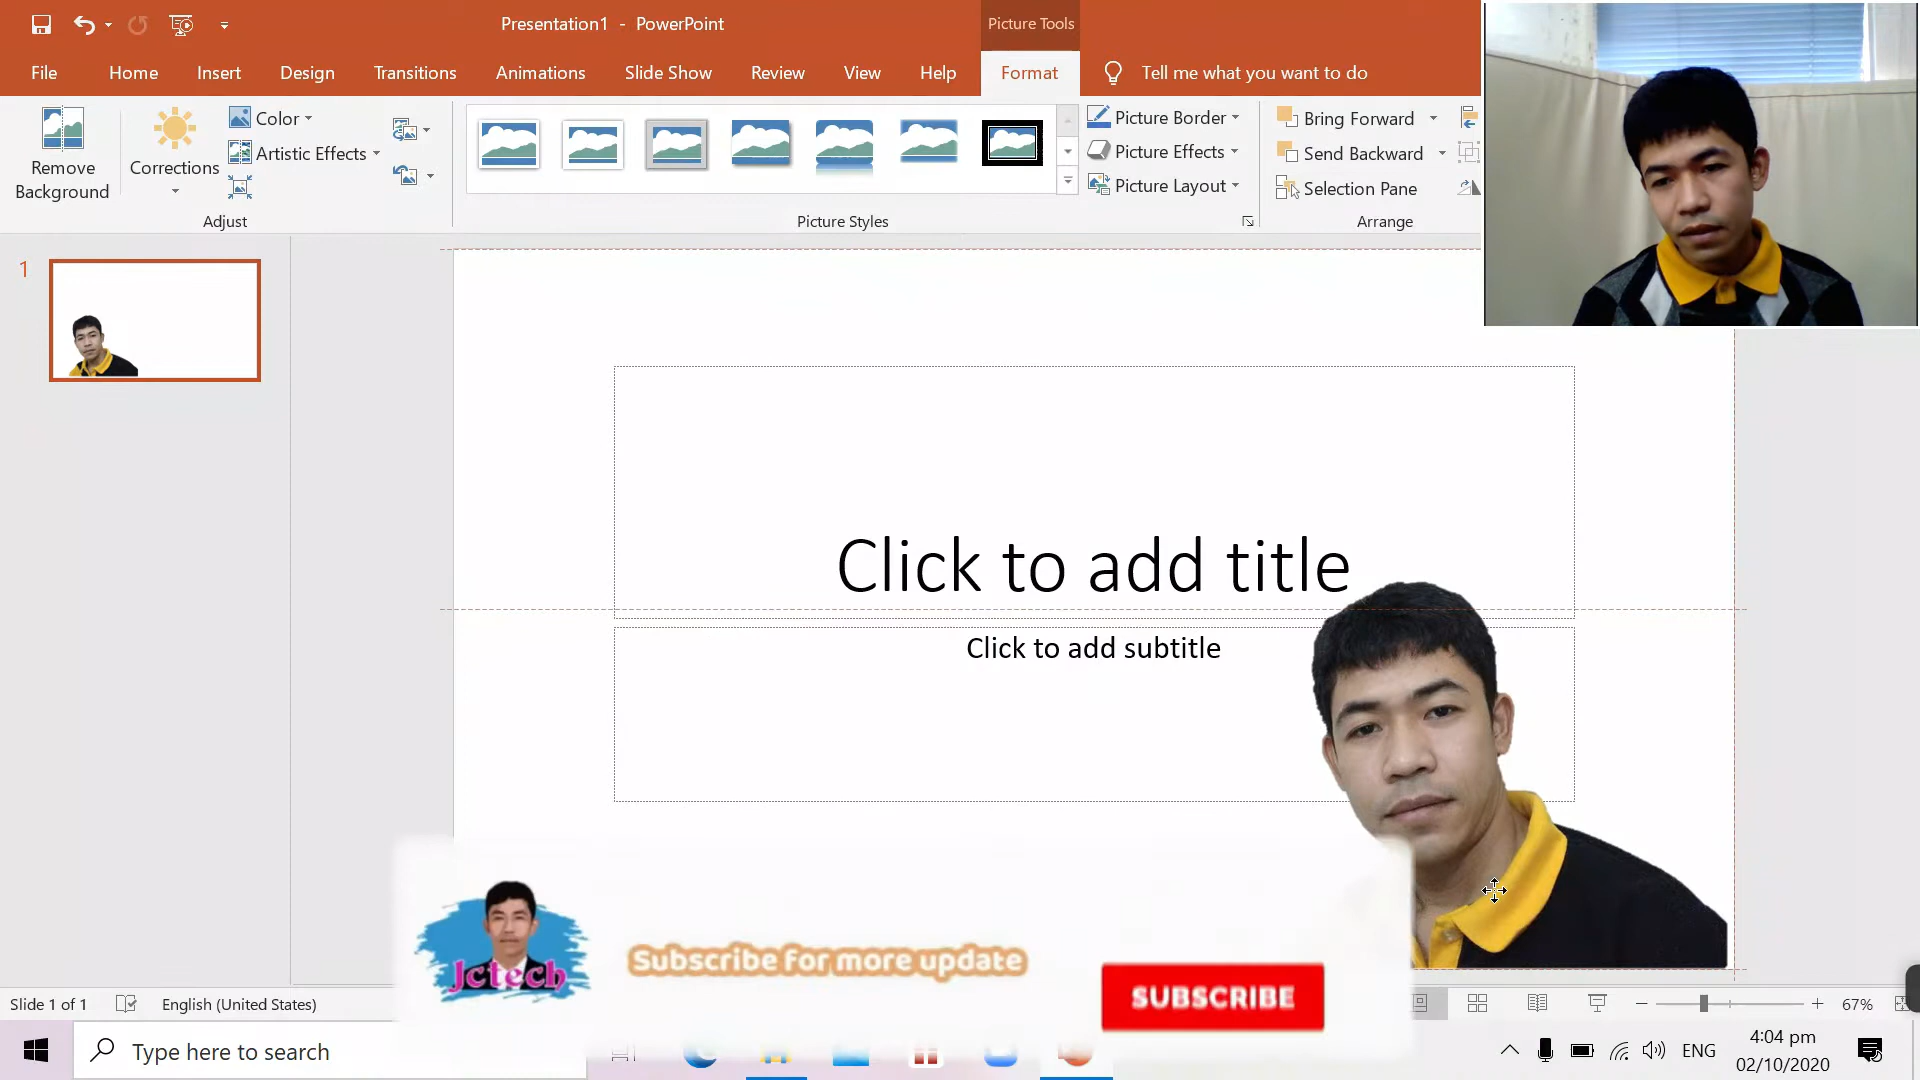 Presentation1 - PowerPoint
Picture Tools
File Home Insert Design Transitions Animations Slide Show Review View Help Format Tell me what you want to do
Remove Background
Corrections
Color
Artistic Effects
Adjust
Picture Styles
Picture Border
Picture Effects
Picture Layout
Bring Forward
Send Backward
Selection Pane
Arrange
1
Click to add title
Click to add subtitle
Jctech
Subscribe for more update
SUBSCRIBE
Slide 1 of 1 English (United States)
67%
Type here to search
ENG
4:04 pm
02/10/2020